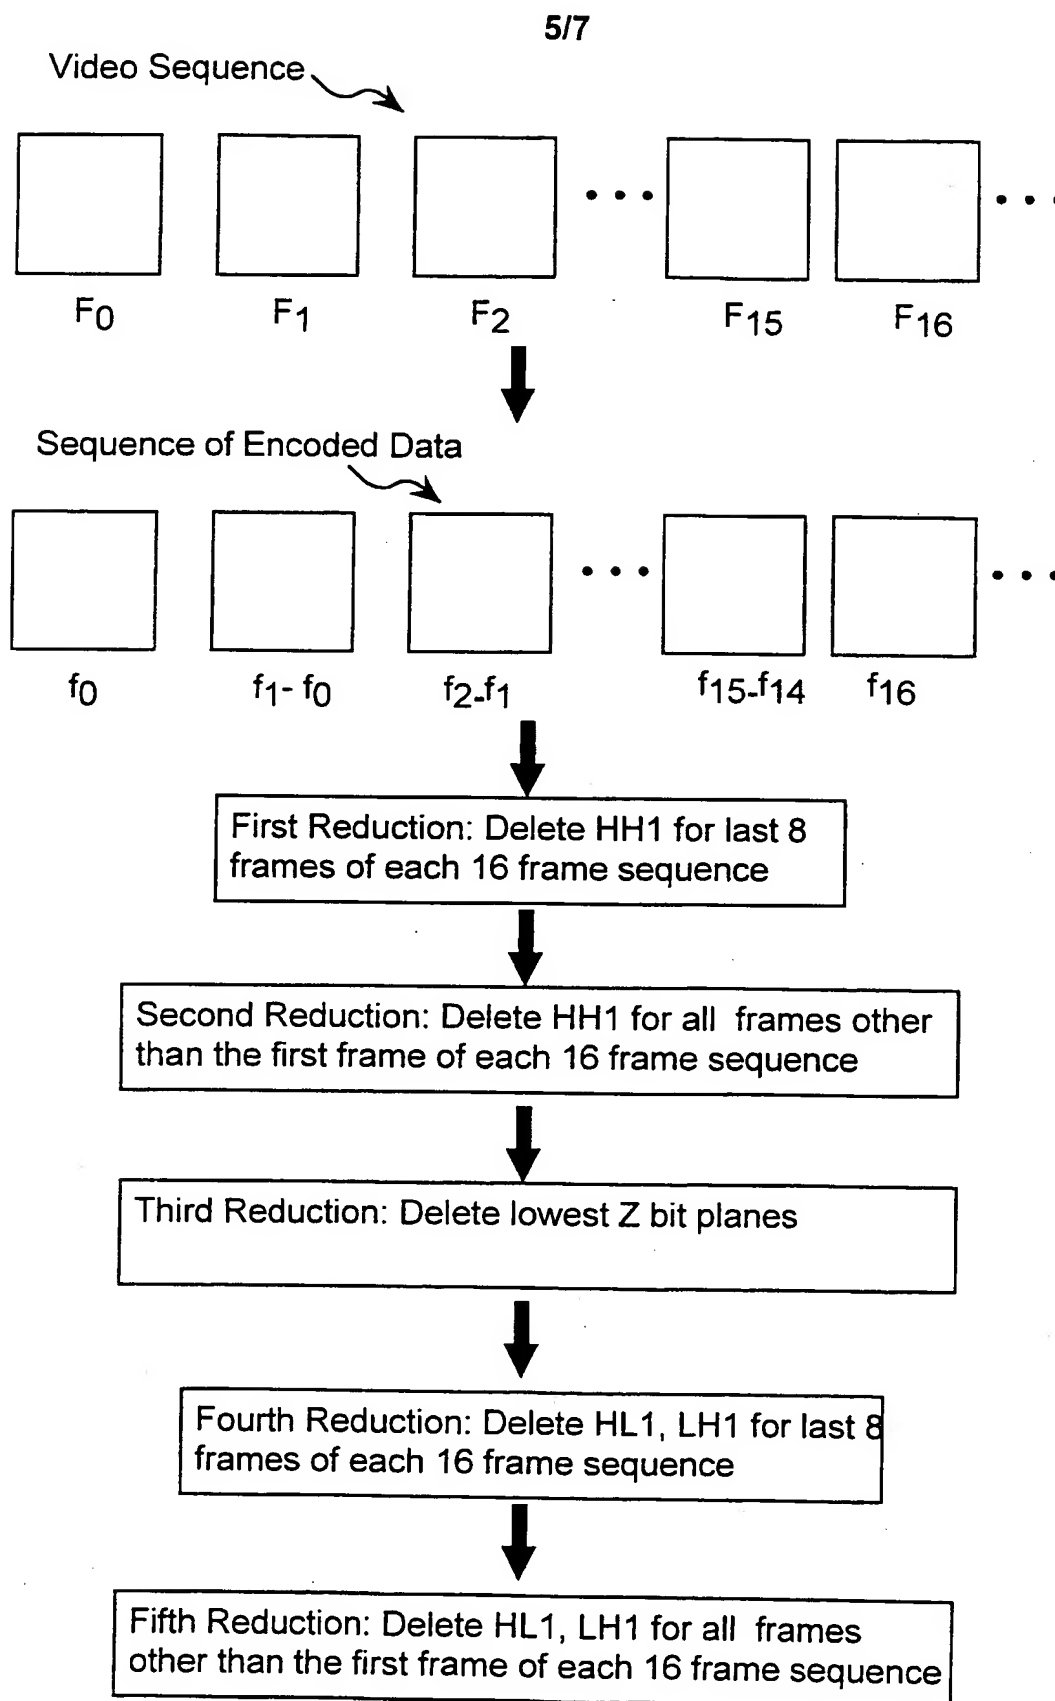 5/7
Video Sequence
F0 F1 F2 F15 F16
Sequence of Encoded Data
f0 f1- f0 f2-f1 f15-f14 f16
First Reduction: Delete HH1 for last 8
frames of each 16 frame sequence
Second Reduction: Delete HH1 for all frames other
than the first frame of each 16 frame sequence
Third Reduction: Delete lowest Z bit planes
Fourth Reduction: Delete HL1, LH1 for last 8
frames of each 16 frame sequence
Fifth Reduction: Delete HL1, LH1 for all frames
other than the first frame of each 16 frame sequence